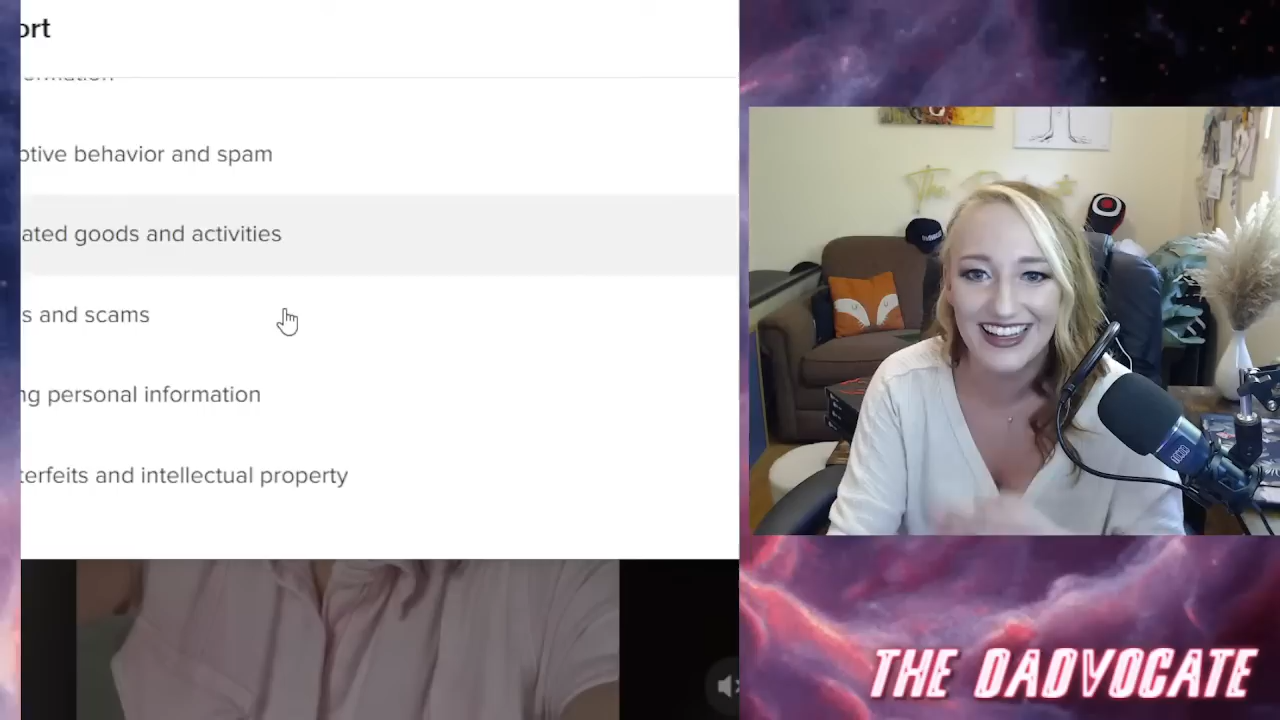 ort
ormation
ptive behavior and spam
ated goods and activities
s and scams
ng personal information
terfeits and intellectual property
THE DADVOCATE